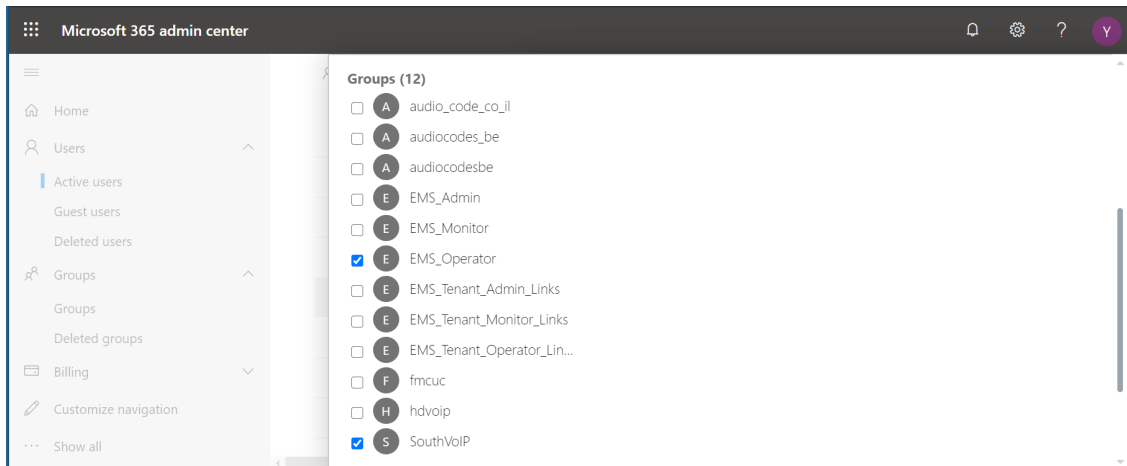 Microsoft 365 admin center
?
Y
Home
Users
Active users
Guest users
Deleted users
Groups
Groups
Deleted groups
Billing
Customize navigation
Show all
Groups (12)
A audio_code_co_il
A audiocodes_be
A audiocodesbe
E EMS_Admin
E EMS_Monitor
E EMS_Operator
E EMS_Tenant_Admin_Links
E EMS_Tenant_Monitor_Links
E EMS_Tenant_Operator_Lin...
F fmcuc
H hdvoip
S SouthVoIP